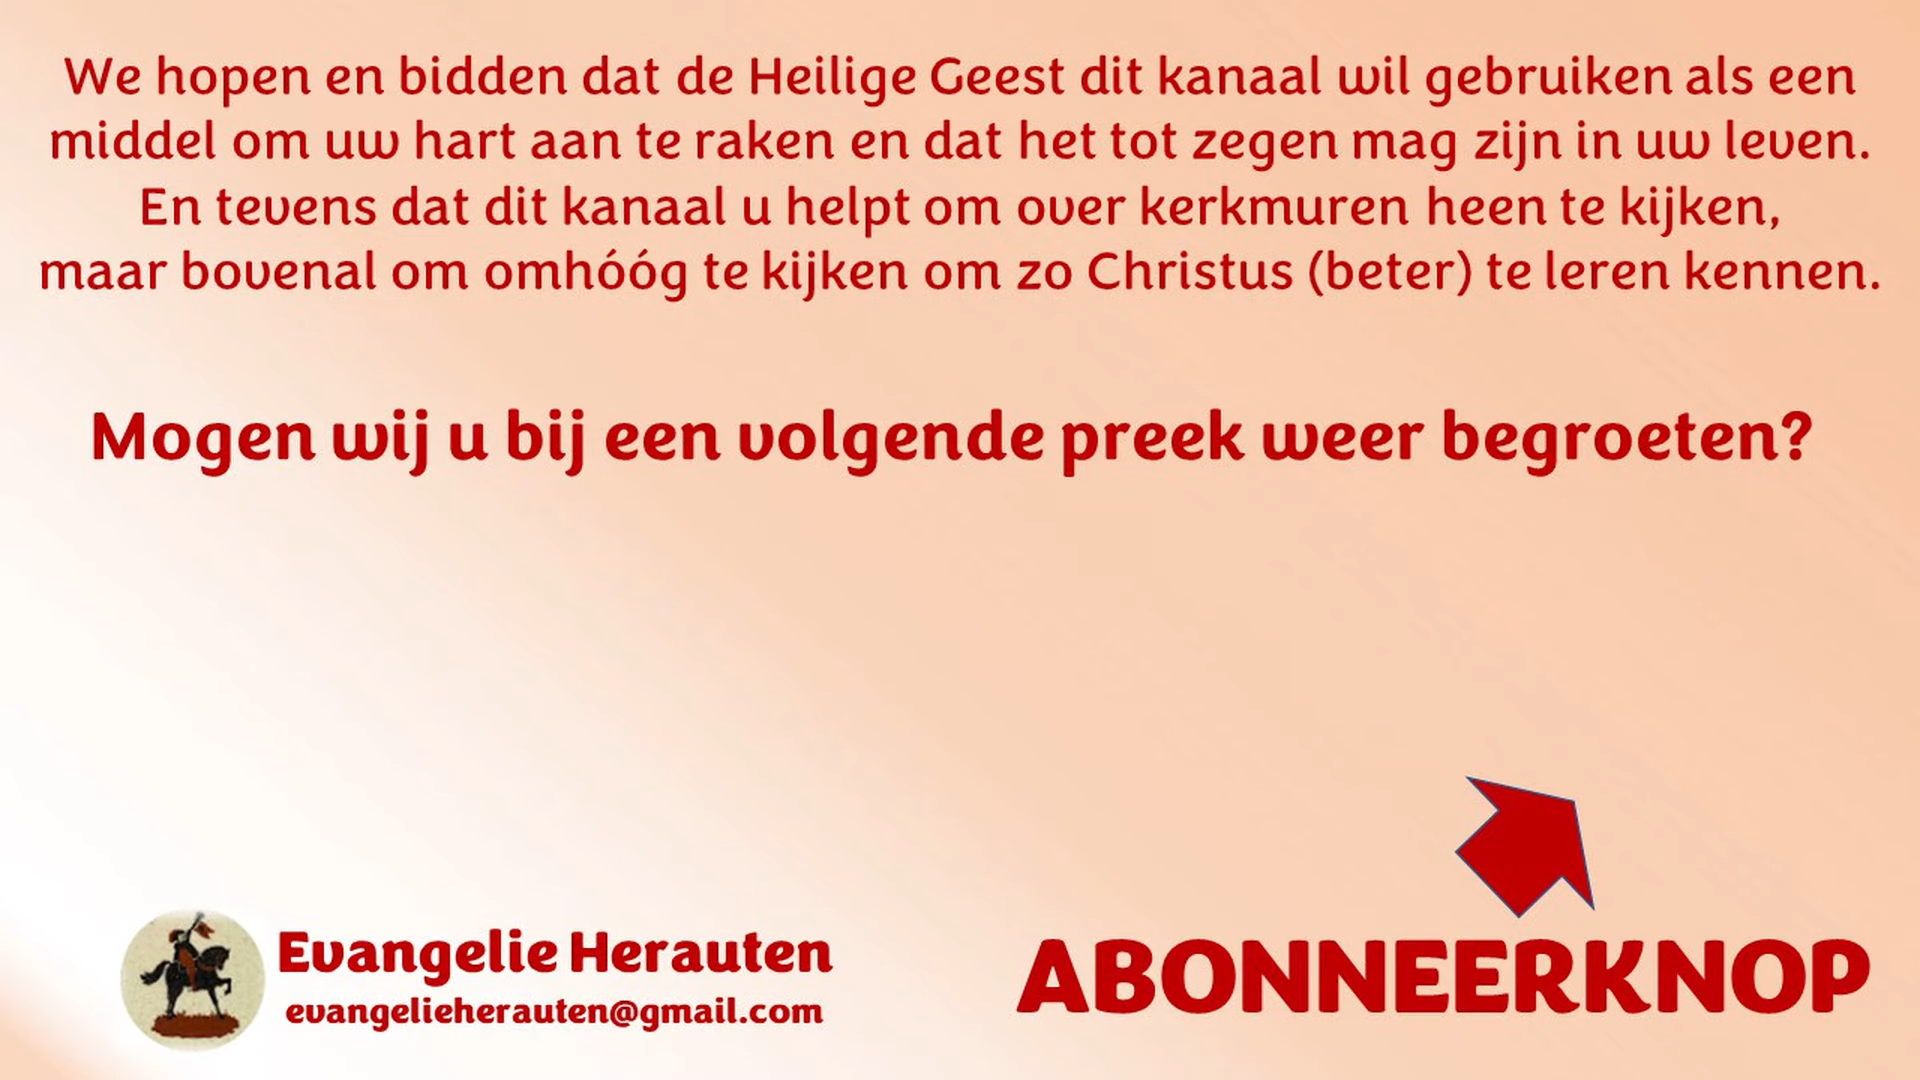 We hopen en bidden dat de Heilige Geest dit kanaal wil gebruiken als een
middel om uw hart aan te raken en dat het tot zegen mag zijn in uw leven.
En tevens dat dit kanaal u helpt om over kerkmuren heen te kijken,
maar bovenal om omhóóg te kijken om zo Christus (beter) te leren kennen.
Mogen wij u bij een volgende preek weer begroeten?
Evangelie Herauten
evangelieherauten@gmail.com
ABONNEERKNOP